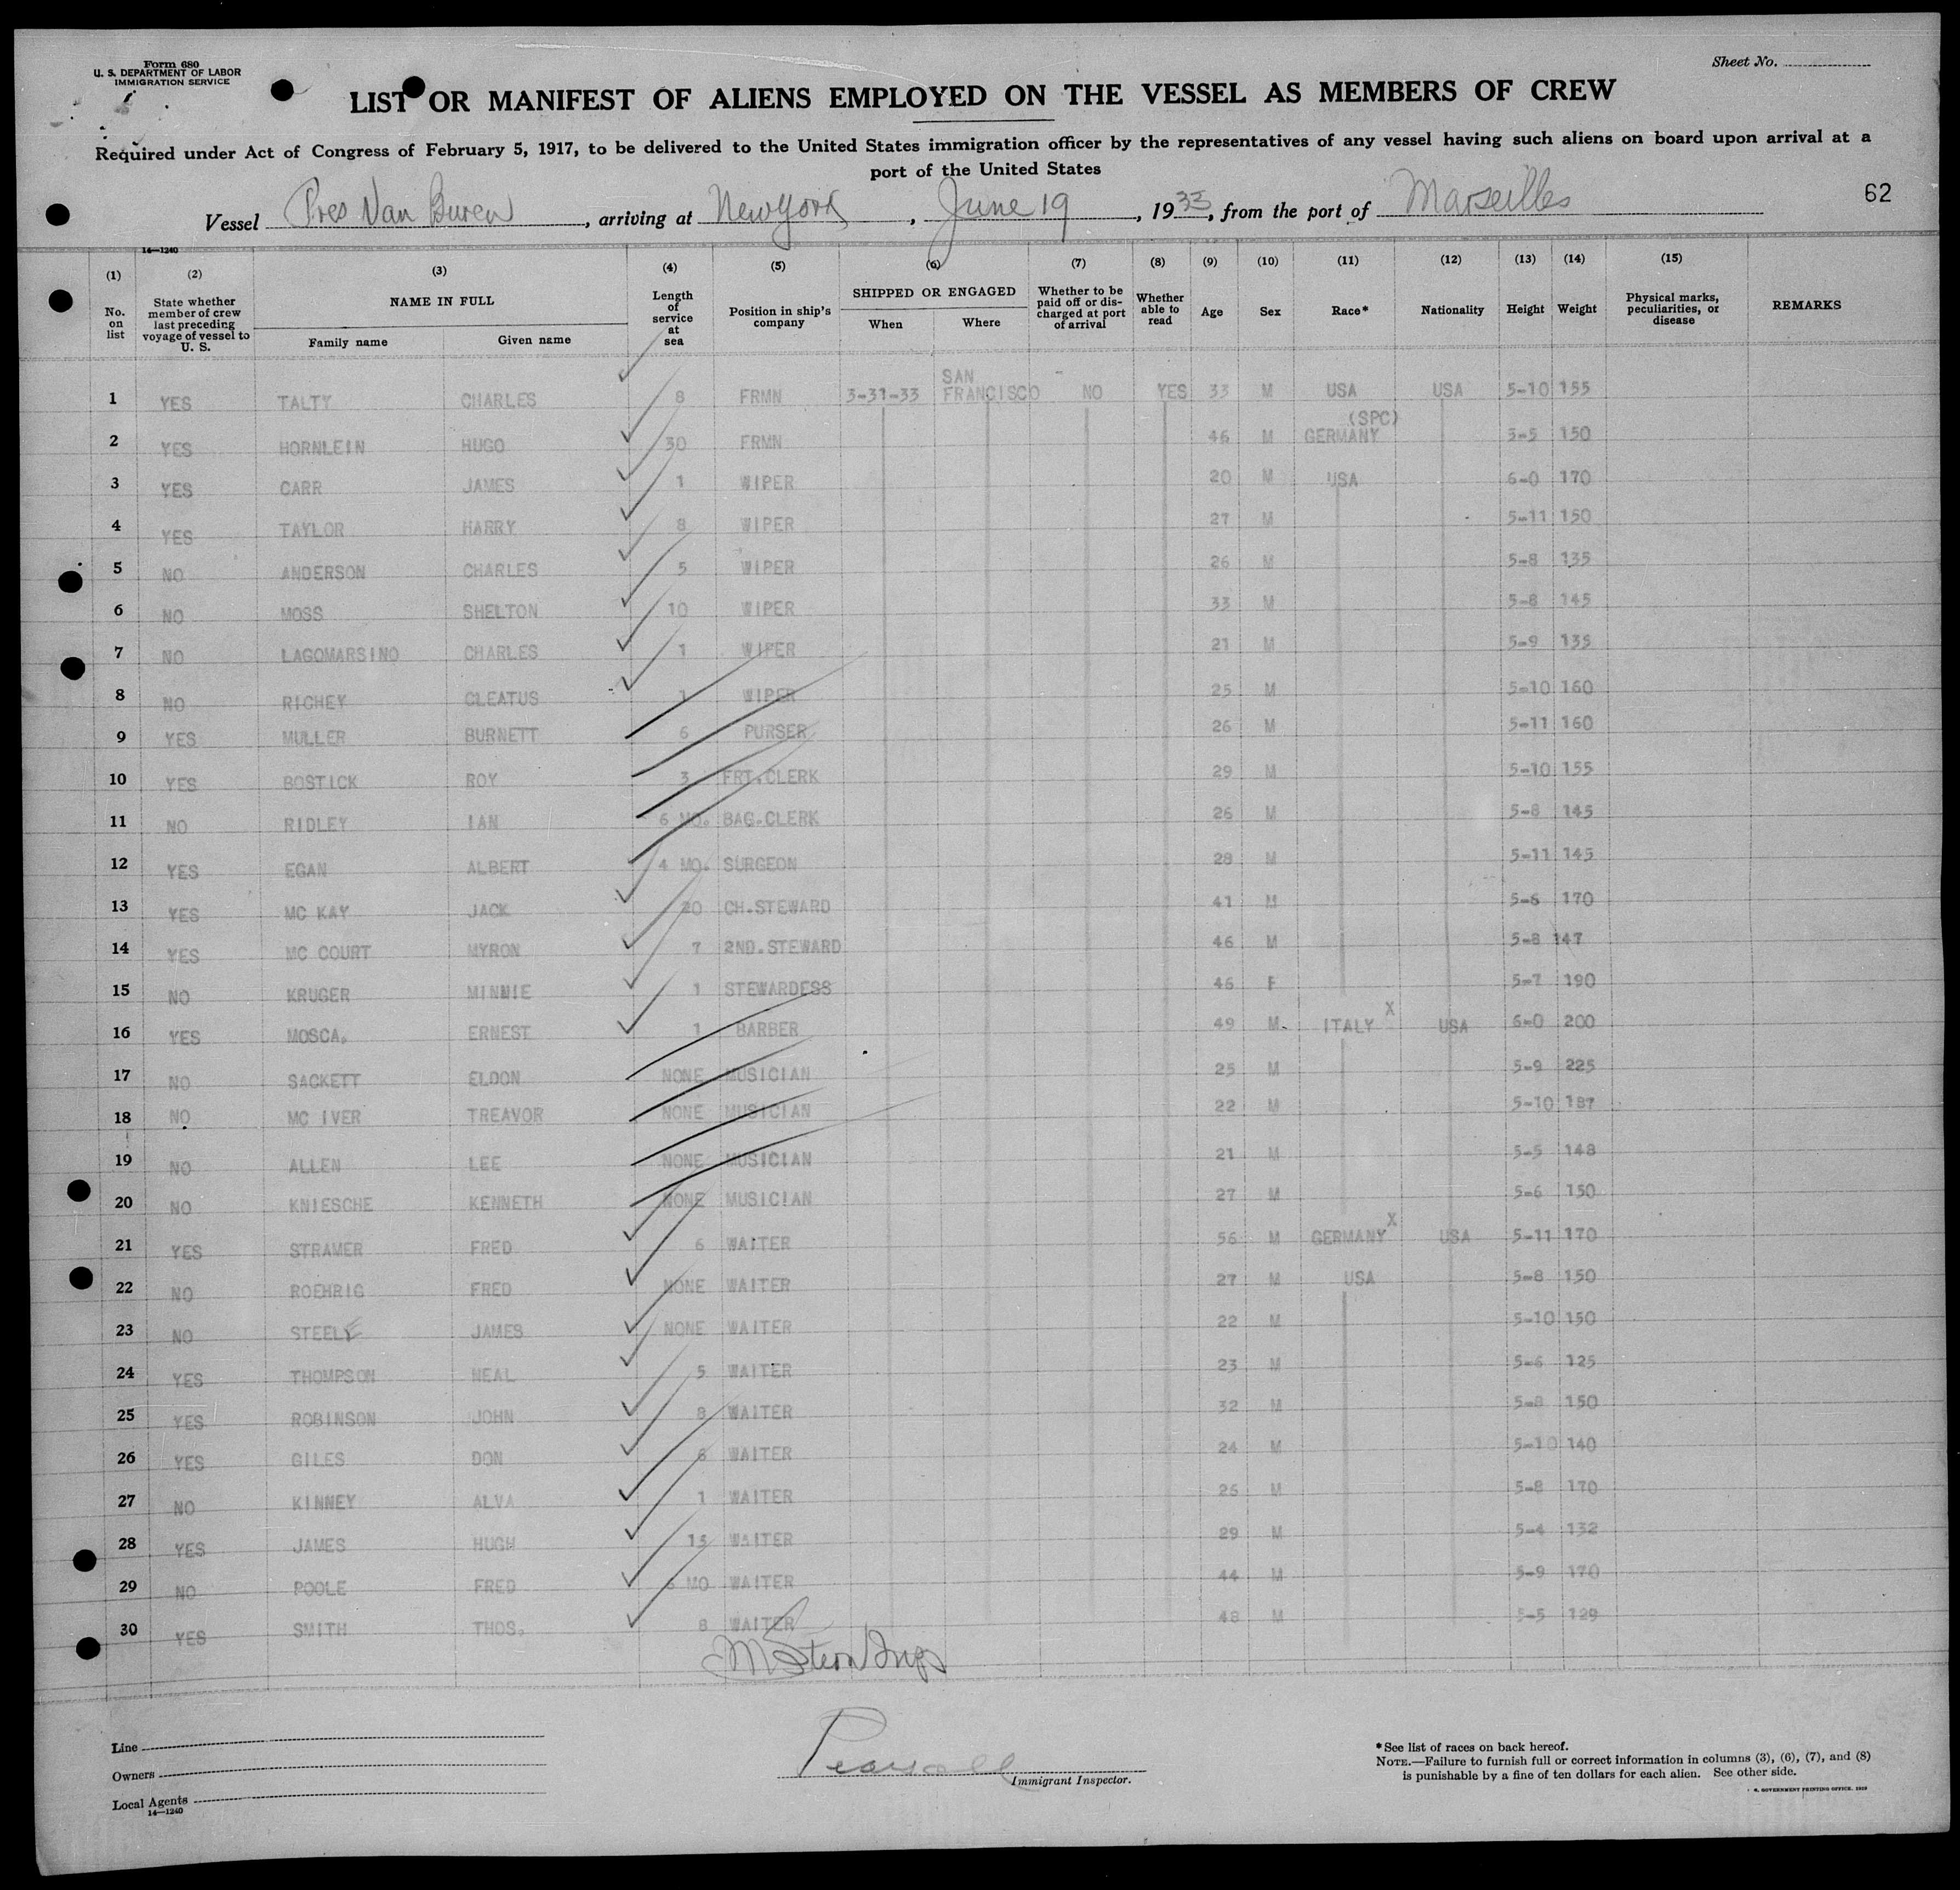 Form 680
U. S. DEPARTMENT OF LABOR
IMMIGRATION SERVICE
Sheet No.
LIST OR MANIFEST OF ALIENS EMPLOYED ON THE VESSEL AS MEMBERS OF CREW
Required under Act of Congress of February 5, 1917, to be delivered to the United States immigration officer by the representatives of any vessel having such aliens on board upon arrival at a
port of the United States
62
Vessel Pres Van Buren, arriving at New York, June 19, 1933, from the port of Marseilles
14—1240
(1) (2) (3) (4) (5) (6) (7) (8) (9) (10) (11) (12) (13) (14) (15)
No. on list State whether member of crew last preceding voyage of vessel to U. S. NAME IN FULL Family name Given name Length of service at sea Position in ship's company SHIPPED OR ENGAGED When Where Whether to be paid off or discharged at port of arrival Whether able to read Age Sex Race* Nationality Height Weight Physical marks, peculiarities, or disease REMARKS
1 YES TALTY CHARLES 8 FRMN 3-31-33 SAN FRANCISCO NO YES 33 M USA USA 5-10 155
2 YES HORNLEIN HUGO 30 FRMN 46 M GERMANY (SPC) 5-5 150
3 YES CARR JAMES 1 WIPER 20 M USA 6-0 170
4 YES TAYLOR HARRY 8 WIPER 27 M 5-11 150
5 NO ANDERSON CHARLES 5 WIPER 26 M 5-8 135
6 NO MOSS SHELTON 10 WIPER 33 M 5-8 145
7 NO LAGOMARSINO CHARLES 1 WIPER 21 M 5-9 135
8 NO RICHEY CLEATUS 1 WIPER 25 M 5-10 160
9 YES MULLER BURNETT 6 PURSER 26 M 5-11 160
10 YES BOSTICK ROY 3 FRT.CLERK 29 M 5-10 155
11 NO RIDLEY IAN 6 MO. BAG.CLERK 26 M 5-8 145
12 YES EGAN ALBERT 4 MO. SURGEON 28 M 5-11 145
13 YES MC KAY JACK 20 CH.STEWARD 41 M 5-6 170
14 YES MC COURT MYRON 7 2ND.STEWARD 46 M 5-8 147
15 NO KRUGER MINNIE 1 STEWARDESS 46 F 5-7 190
16 YES MOSCA. ERNEST 1 BARBER 49 M ITALY X USA 6-0 200
17 NO SACKETT ELDON NONE MUSICIAN 25 M 5-9 225
18 NO MC IVER TREAVOR NONE MUSICIAN 22 M 5-10 187
19 NO ALLEN LEE NONE MUSICIAN 21 M 5-5 148
20 NO KNIESCHE KENNETH NONE MUSICIAN 27 M 5-6 150
21 YES STRAMER FRED 6 WAITER 56 M GERMANY X USA 5-11 170
22 NO ROEHRIG FRED NONE WAITER 27 M USA 5-8 150
23 NO STEELE JAMES NONE WAITER 22 M 5-10 150
24 YES THOMPSON NEAL 5 WAITER 23 M 5-6 125
25 YES ROBINSON JOHN 8 WAITER 32 M 5-8 150
26 YES GILES DON 6 WAITER 24 M 5-10 140
27 NO KINNEY ALVA 1 WAITER 25 M 5-8 170
28 YES JAMES HUGH 15 WAITER 29 M 5-4 132
29 NO POOLE FRED MO WAITER 44 M 5-9 170
30 YES SMITH THOS. 8 WAITER 48 M 5-5 129
Line
Owners
Local Agents
14—1240
Immigrant Inspector.
*See list of races on back hereof.
NOTE.—Failure to furnish full or correct information in columns (3), (6), (7), and (8)
is punishable by a fine of ten dollars for each alien. See other side.